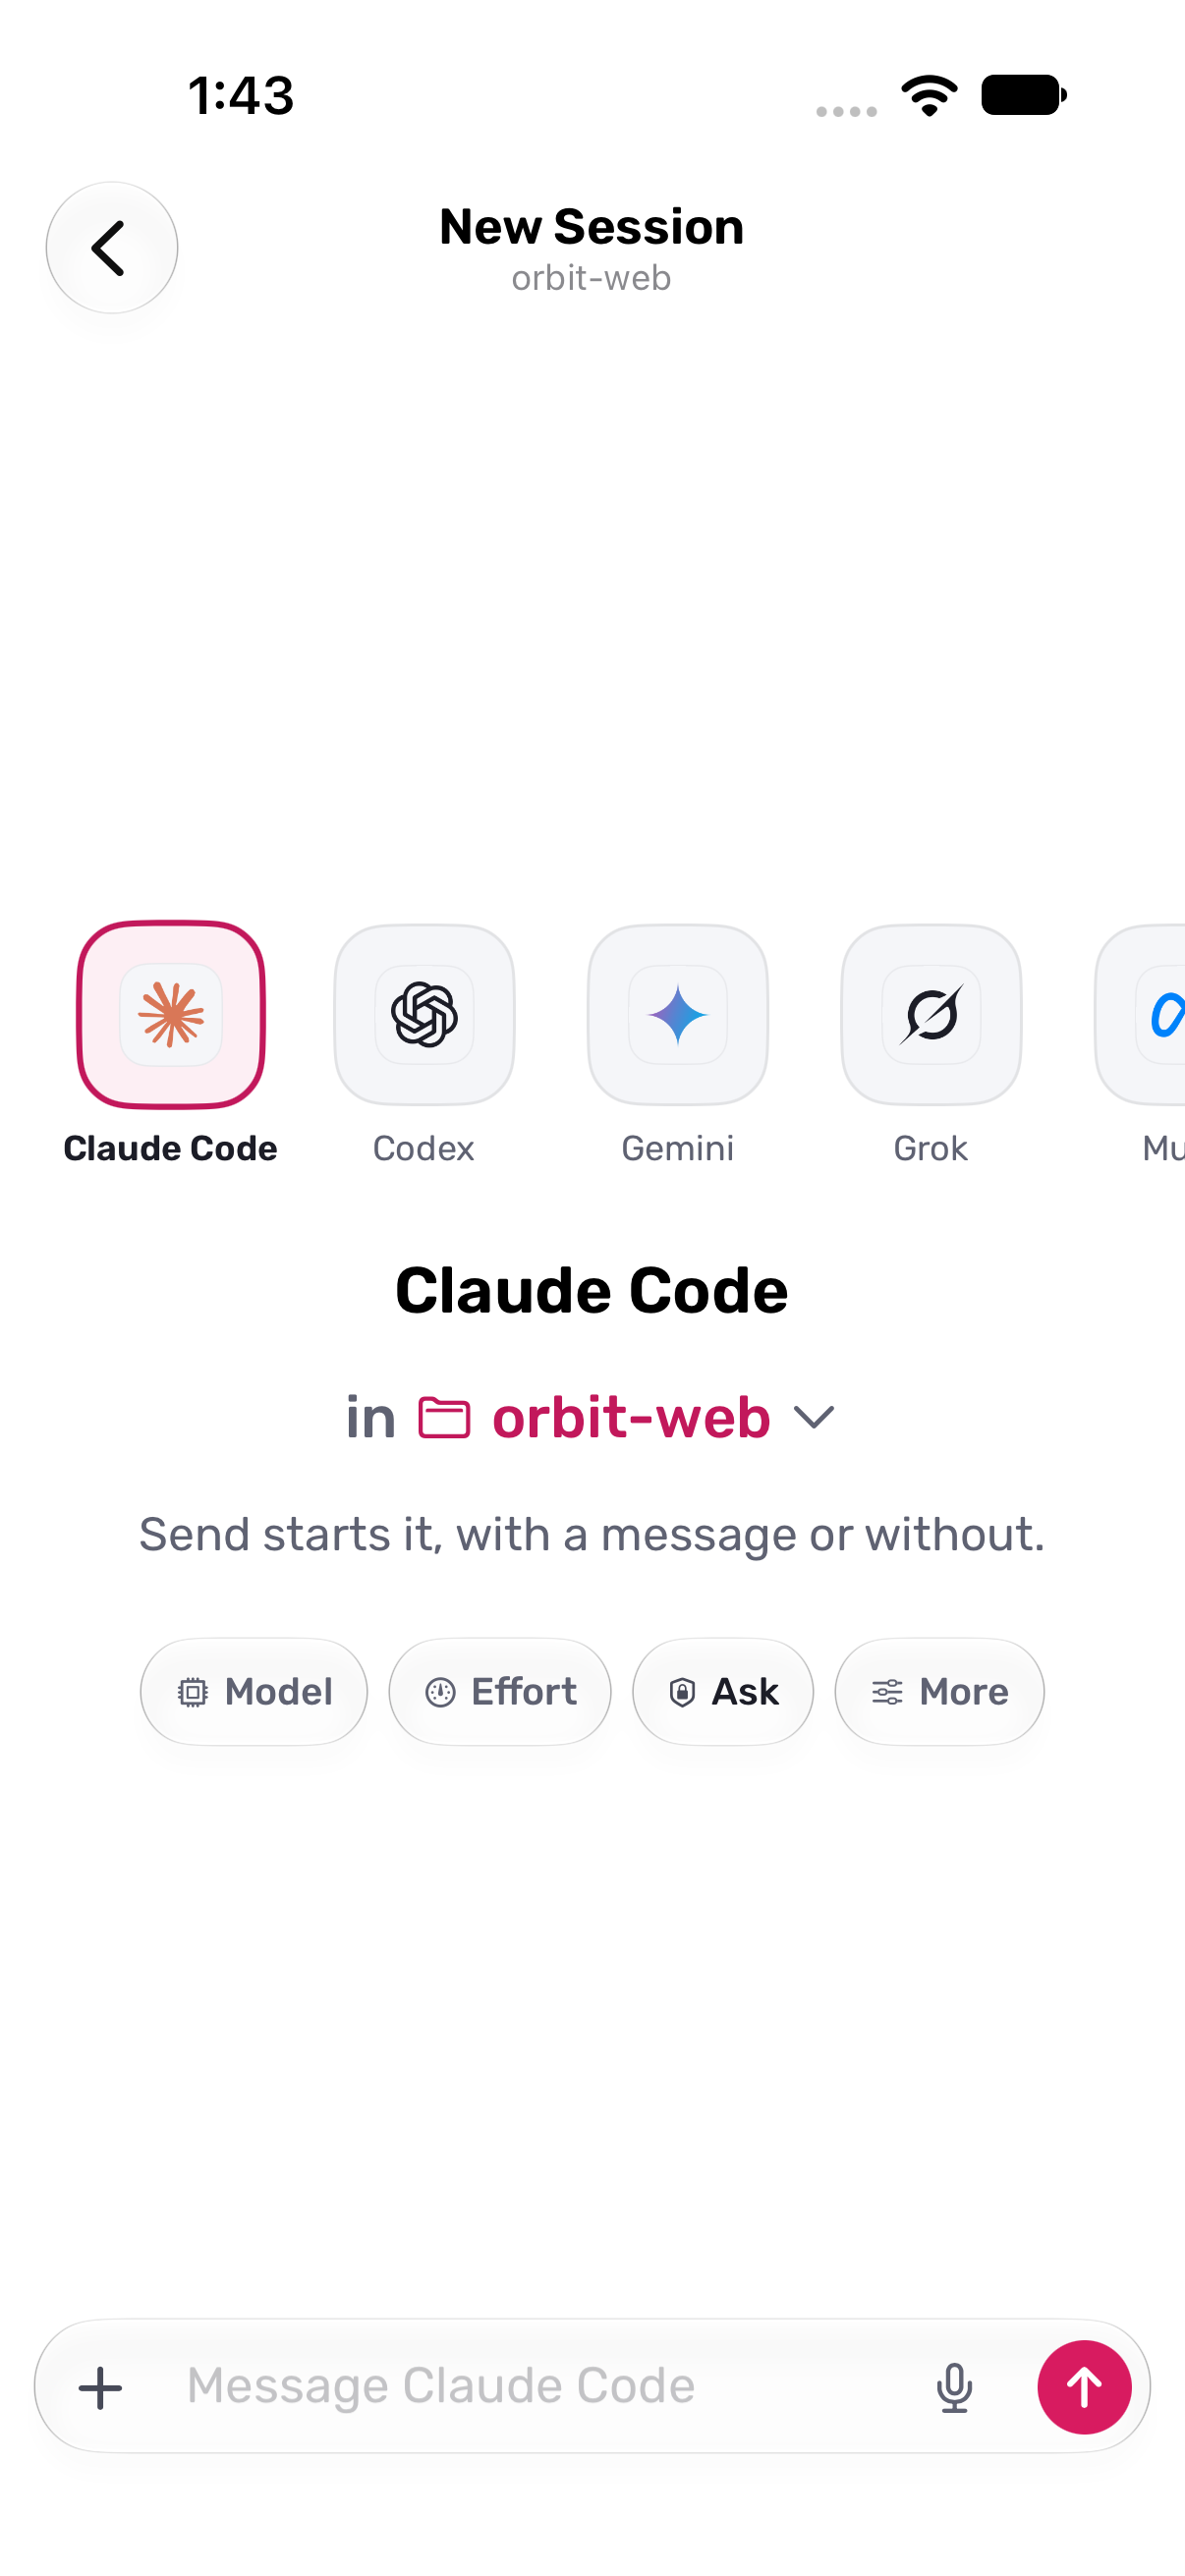 1:43
New Session
orbit-web
Claude Code
Codex
Gemini
Grok
Mu
Claude Code
in orbit-web
Send starts it, with a message or without.
Model
Effort
Ask
More
Message Claude Code